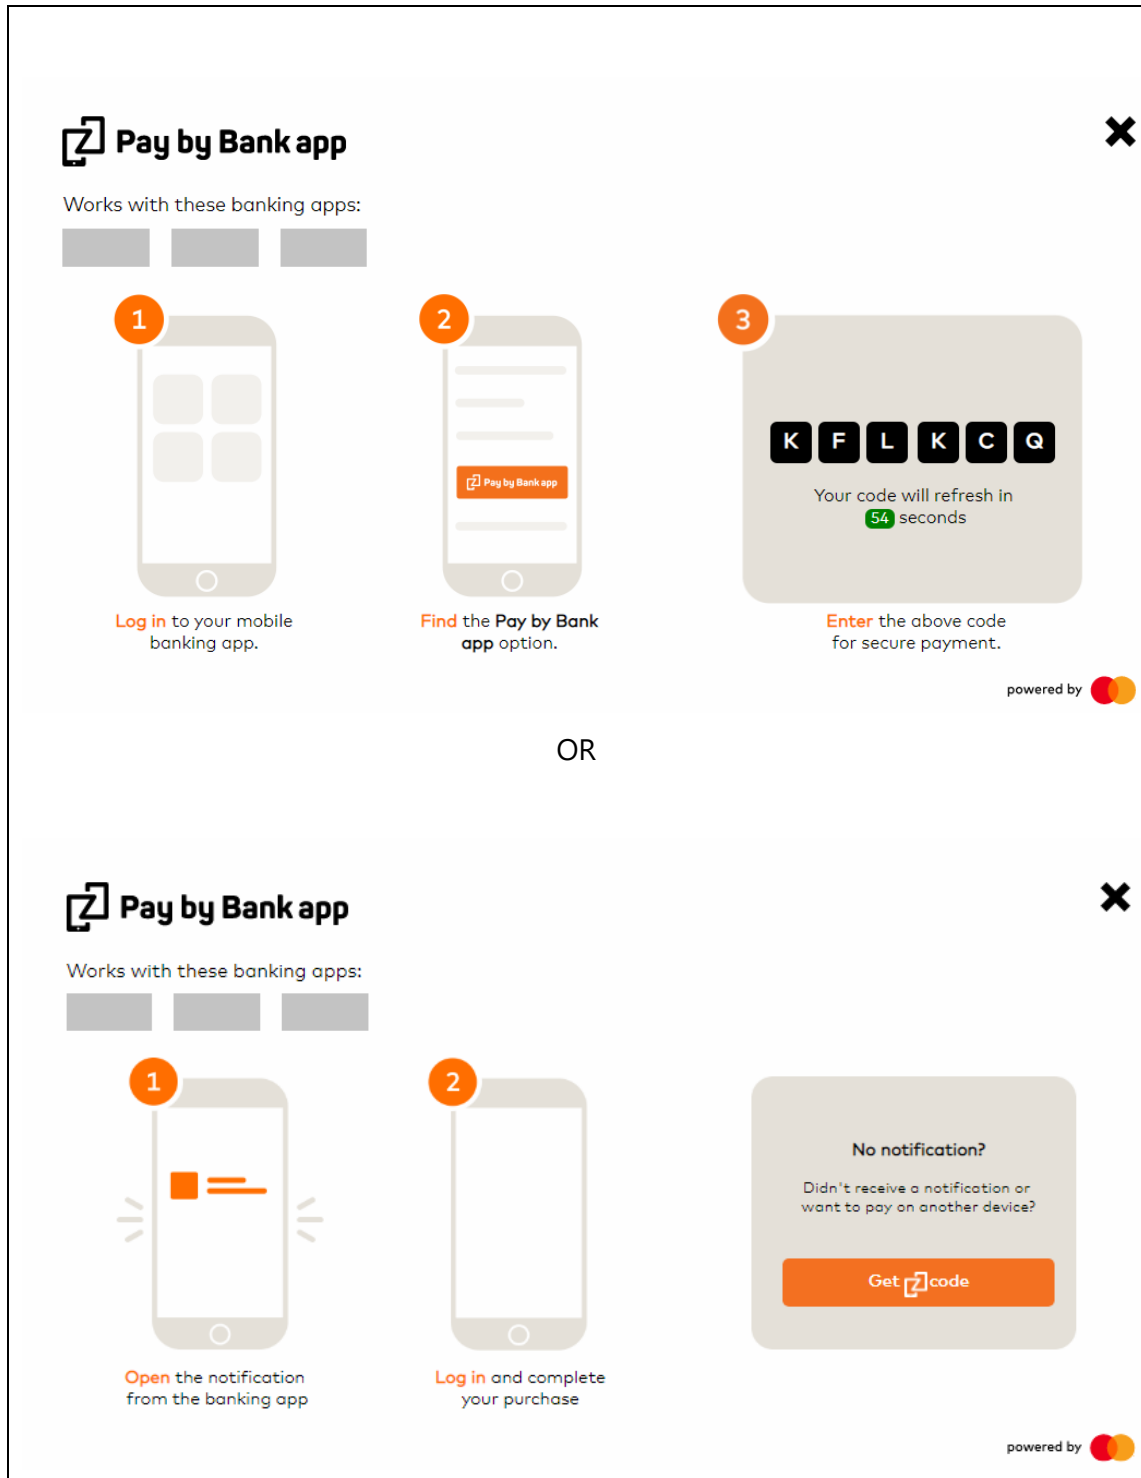 Pay by Bank app
Works with these banking apps:
1
2
3
Pay by Bank app
K F L K C Q
Your code will refresh in
54 seconds
Log in to your mobile
banking app.
Find the Pay by Bank
app option.
Enter the above code
for secure payment.
powered by
OR
Pay by Bank app
Works with these banking apps:
1
2
No notification?
Didn't receive a notification or
want to pay on another device?
Get code
Open the notification
from the banking app
Log in and complete
your purchase
powered by